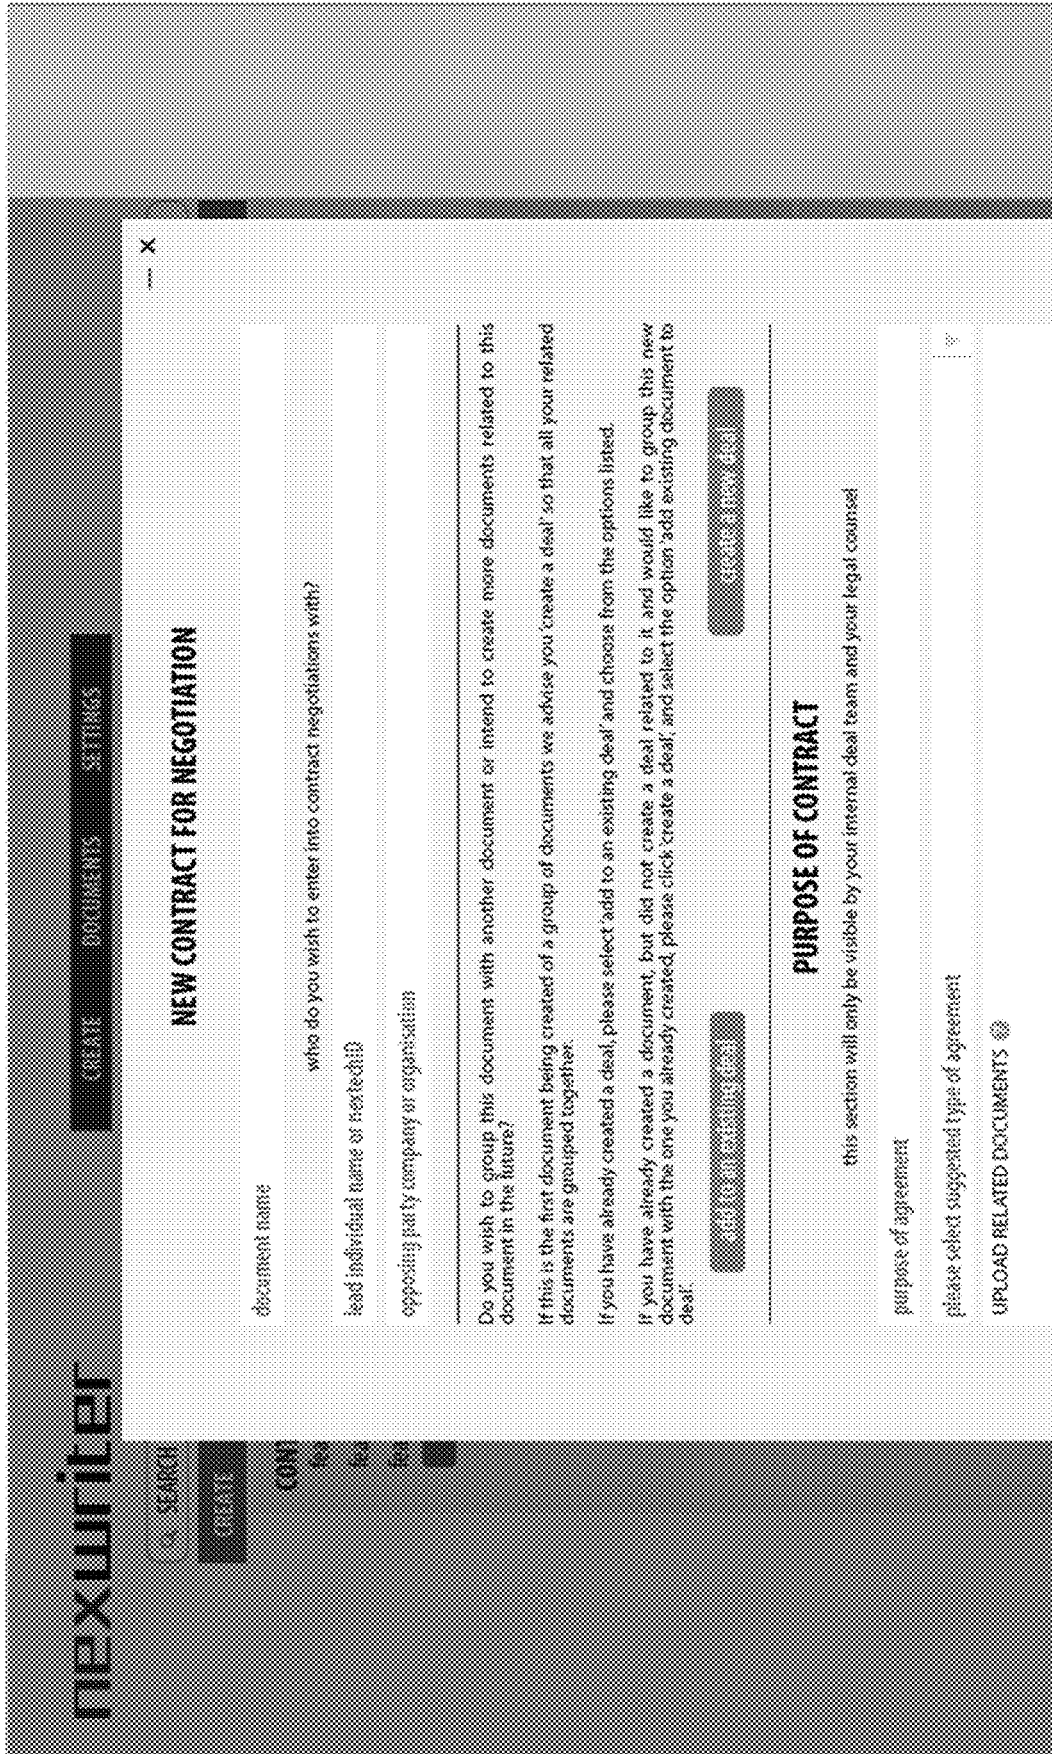 nexwriter
CREATE DOCUMENTS SETTINGS
SEARCH
CREATE
CONT
fea
fea
fea
— X
NEW CONTRACT FOR NEGOTIATION
document name
who do you wish to enter into contract negotiations with?
lead individual name or nextechID
opposing party company or organisation
Do you wish to group this document with another document or intend to create more documents related to this
document in the future?
If this is the first document being created of a group of documents we advise you 'create a deal' so that all your related
documents are grouped together.
If you have already created a deal, please select 'add to an existing deal' and choose from the options listed.
If you have already created a document, but did not create a deal related to it and would like to group this new
document with the one you already created, please click 'create a deal', and select the option 'add existing document to
deal'.
add to an existing deal
create a new deal
PURPOSE OF CONTRACT
this section will only be visible by your internal deal team and your legal counsel
purpose of agreement
please select suggested type of agreement
UPLOAD RELATED DOCUMENTS